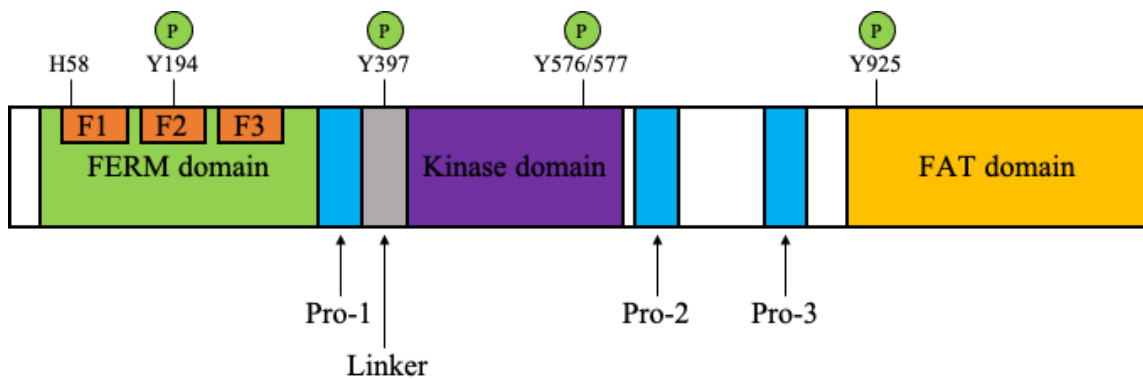 P P P P
H58 Y194 Y397 Y576/577 Y925
F1 F2 F3
FERM domain Kinase domain FAT domain
Pro-1 Pro-2 Pro-3
Linker